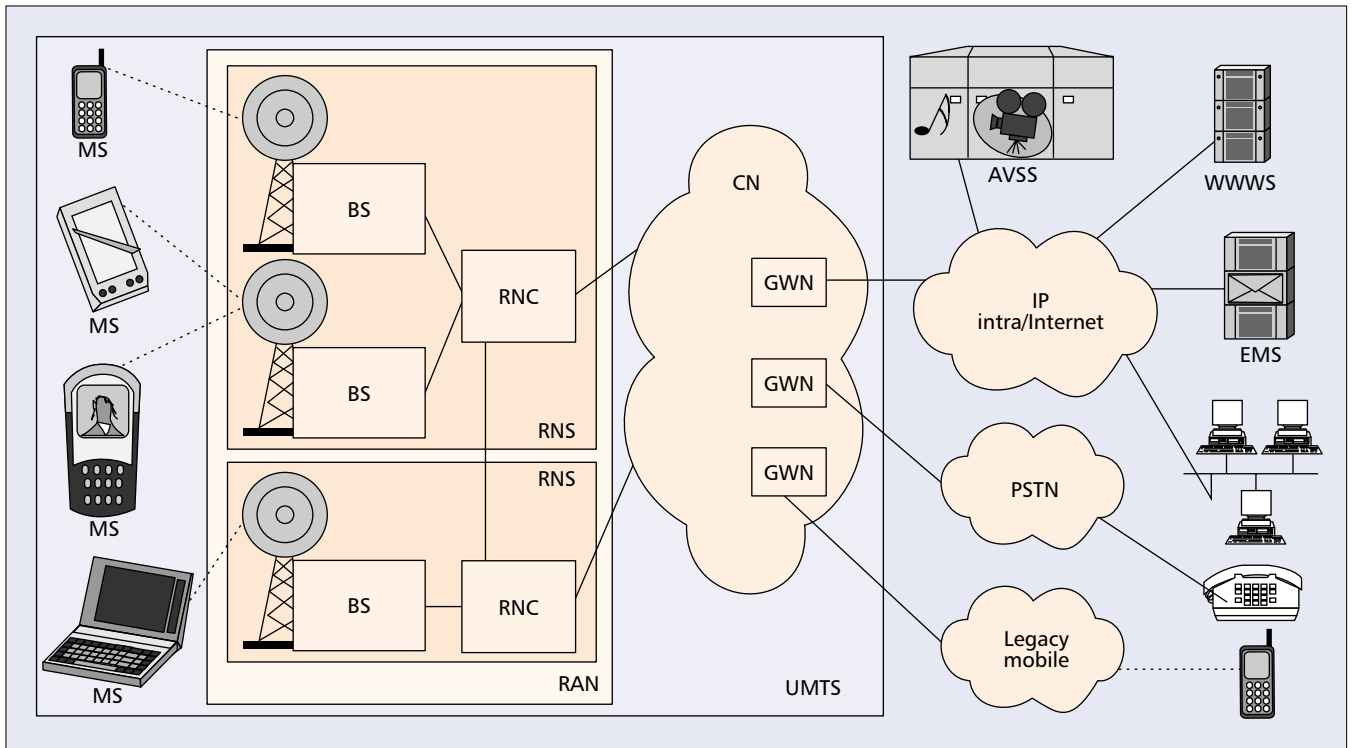 MS
MS
MS
MS
BS
BS
RNC
RNS
RNS
BS
RNC
RAN
UMTS
CN
GWN
GWN
GWN
AVSS
WWWS
IP
intra/Internet
EMS
PSTN
Legacy
mobile